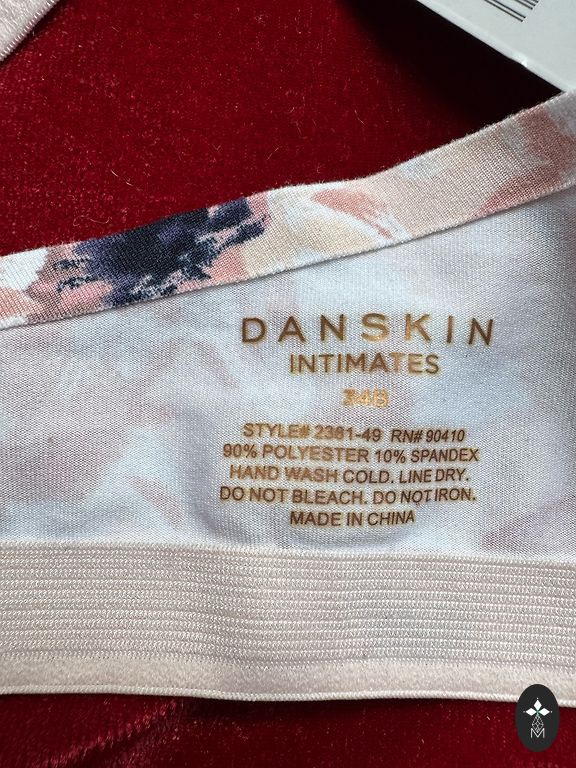 DANSKIN
INTIMATES
34B
STYLE# 2361-49 RN# 90410
90% POLYESTER 10% SPANDEX
HAND WASH COLD. LINE DRY.
DO NOT BLEACH. DO NOT IRON.
MADE IN CHINA
M